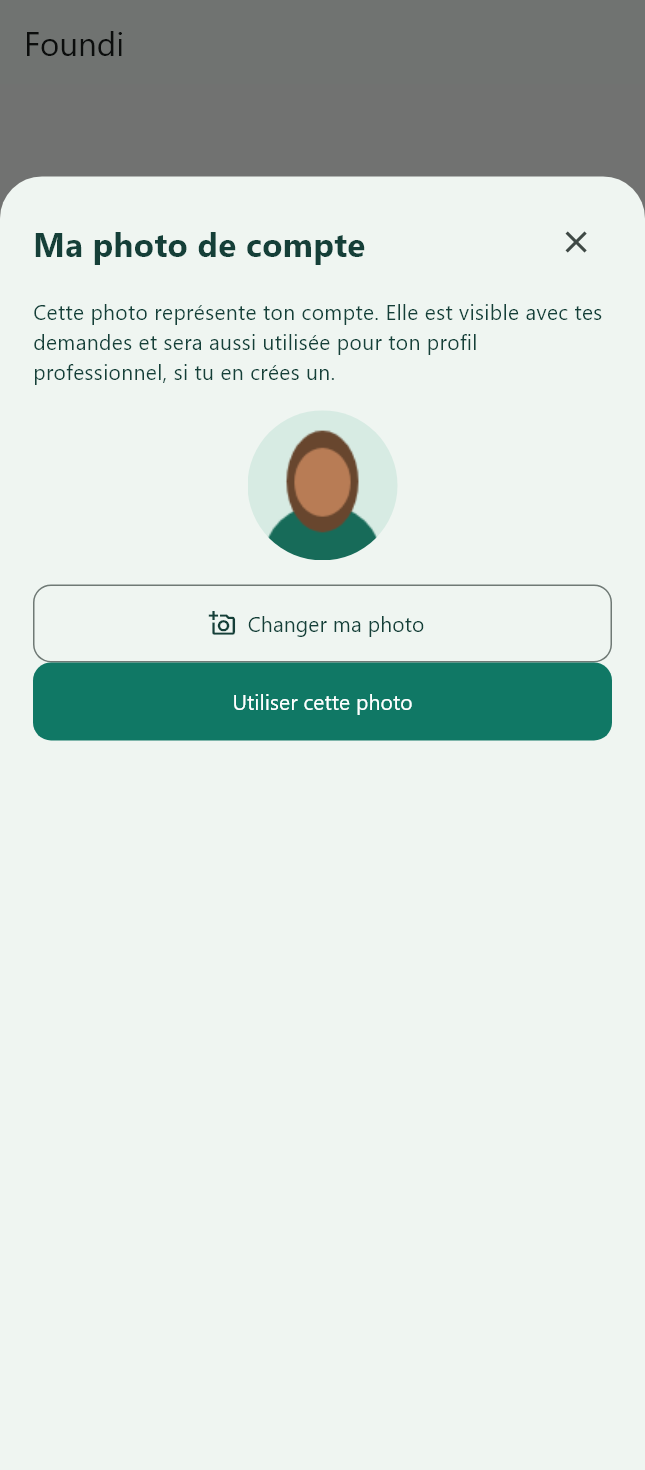 Foundi
Ma photo de compte
Cette photo représente ton compte. Elle est visible avec tes
demandes et sera aussi utilisée pour ton profil
professionnel, si tu en crées un.
Changer ma photo
Utiliser cette photo